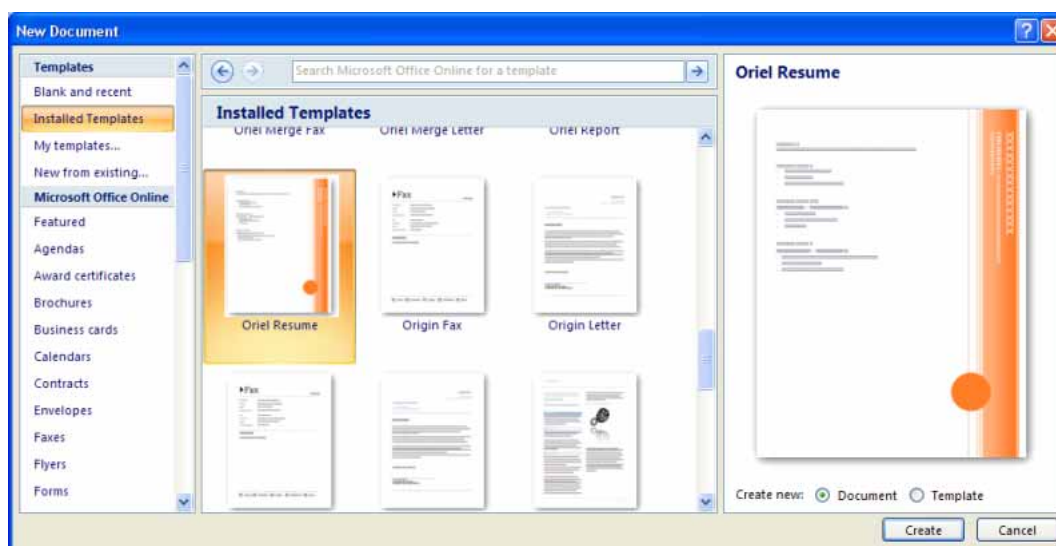 New Document
Templates
Blank and recent
Installed Templates
My templates...
New from existing...
Microsoft Office Online
Featured
Agendas
Award certificates
Brochures
Business cards
Calendars
Contracts
Envelopes
Faxes
Flyers
Forms
Search Microsoft Office Online for a template
Installed Templates
Oriel Merge Fax Oriel Merge Letter Oriel Report
Fax
Oriel Resume Origin Fax Origin Letter
Fax
Oriel Resume
Create new: Document Template
Create Cancel